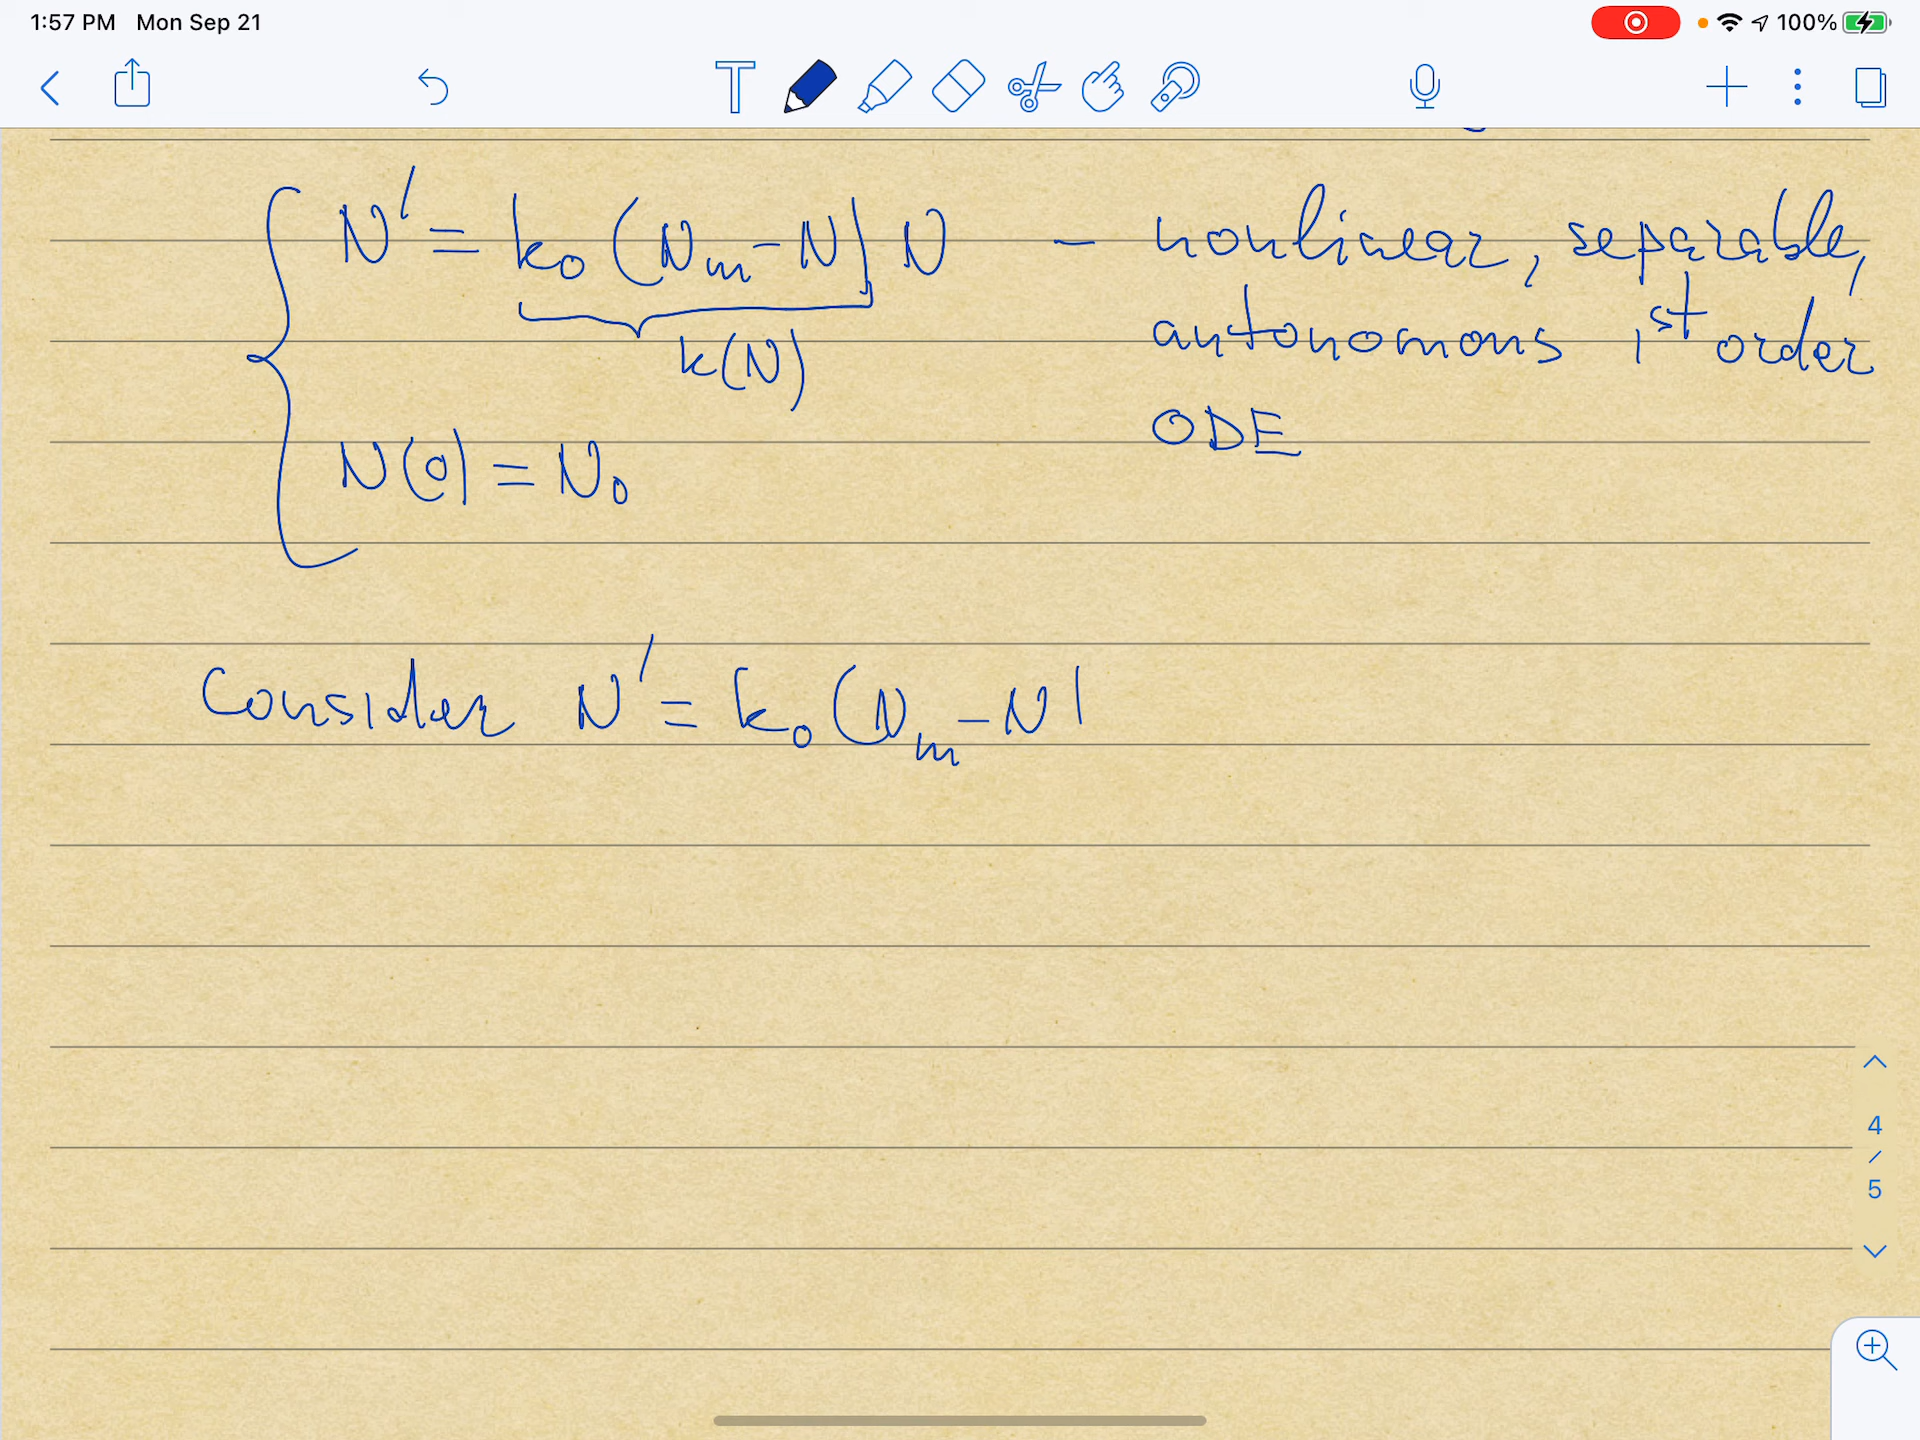 1:57 PM Mon Sep 21 100%
N' = k₀ (Nₘ - N) N - nonlinear, separable,
k(N)
autonomous 1st order
ODE
N(0) = N₀
Consider N' = k₀ (Nₘ - N)
4
/
5